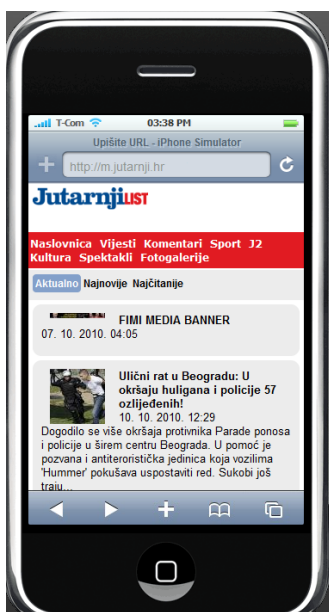 T-Com 03:38 PM
Upišite URL - iPhone Simulator
http://m.jutarnji.hr
Jutarnji LIST
Naslovnica Vijesti Komentari Sport J2
Kultura Spektakli Fotogalerije
Aktualno Najnovije Najčitanije
FIMI MEDIA BANNER
07. 10. 2010. 04:05
Ulični rat u Beogradu: U
okršaju huligana i policije 57
ozlijeđenih!
10. 10. 2010. 12:29
Dogodilo se više okršaja protivnika Parade ponosa
i policije u širem centru Beograda. U pomoć je
pozvana i antiteroristička jedinica koja vozilima
'Hummer' pokušava uspostaviti red. Sukobi još
traju...